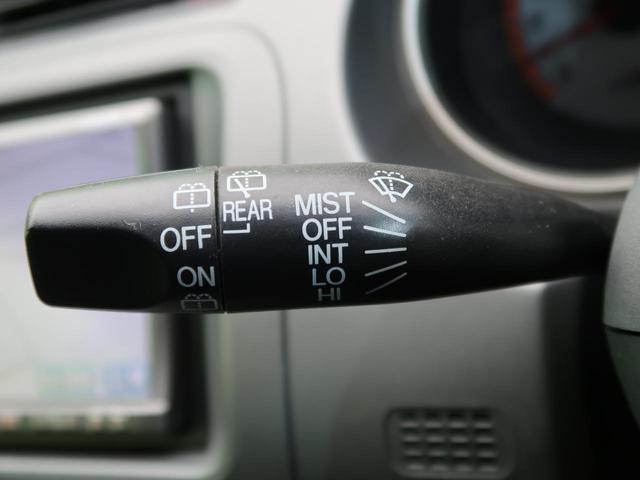 OFF
ON
REAR
MIST
OFF
INT
LO
HI